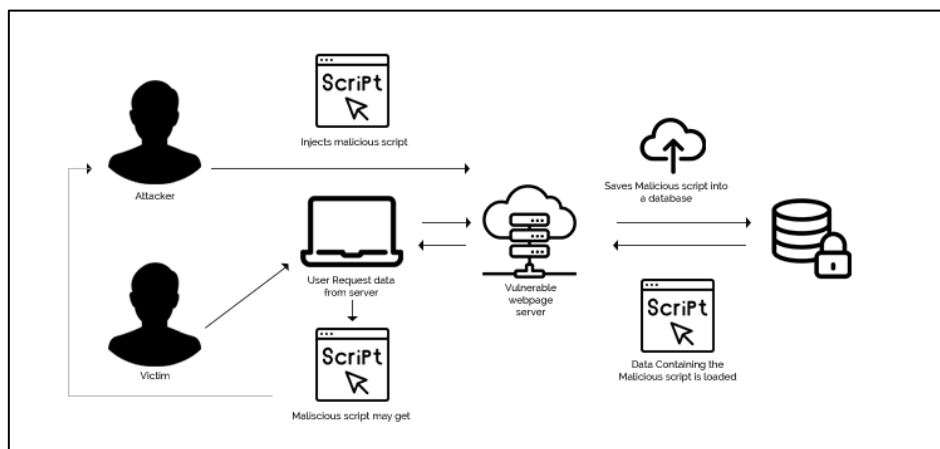 ScriPt
Injects malicious script
Attacker
Saves Malicious script into
a database
User Request data
from server
Vulnerable
webpage
server
ScriPt
Data Containing the
Malicious script is loaded
Victim
ScriPt
Maliscious script may get